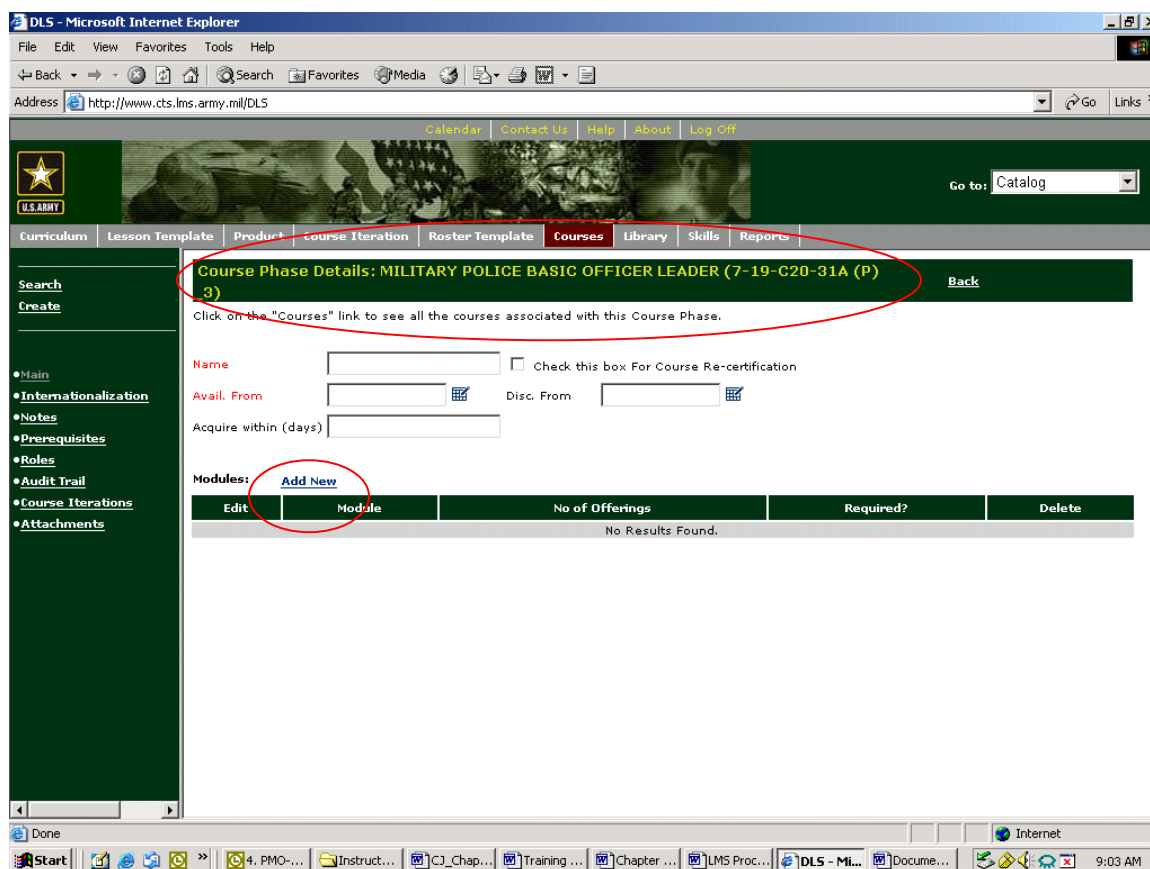 DLS - Microsoft Internet Explorer
File Edit View Favorites Tools Help
Back Search Favorites Media
Address http://www.cts.lms.army.mil/DLS Go Links
Calendar Contact Us Help About Log Off
U.S.ARMY
Go to: Catalog
Curriculum Lesson Template Product Course Iteration Roster Template Courses Library Skills Reports
Search
Create
Main
Internationalization
Notes
Prerequisites
Roles
Audit Trail
Course Iterations
Attachments
Course Phase Details: MILITARY POLICE BASIC OFFICER LEADER (7-19-C20-31A (P)
_3)
Back
Click on the "Courses" link to see all the courses associated with this Course Phase.
Name Check this box For Course Re-certification
Avail. From Disc. From
Acquire within (days)
Modules: Add New
Edit Module No of Offerings Required? Delete
No Results Found.
Done Internet
Start » 4. PMO-... Instruct... CJ_Chap... Training ... Chapter ... LMS Proc... DLS - Mi... Docume... 9:03 AM